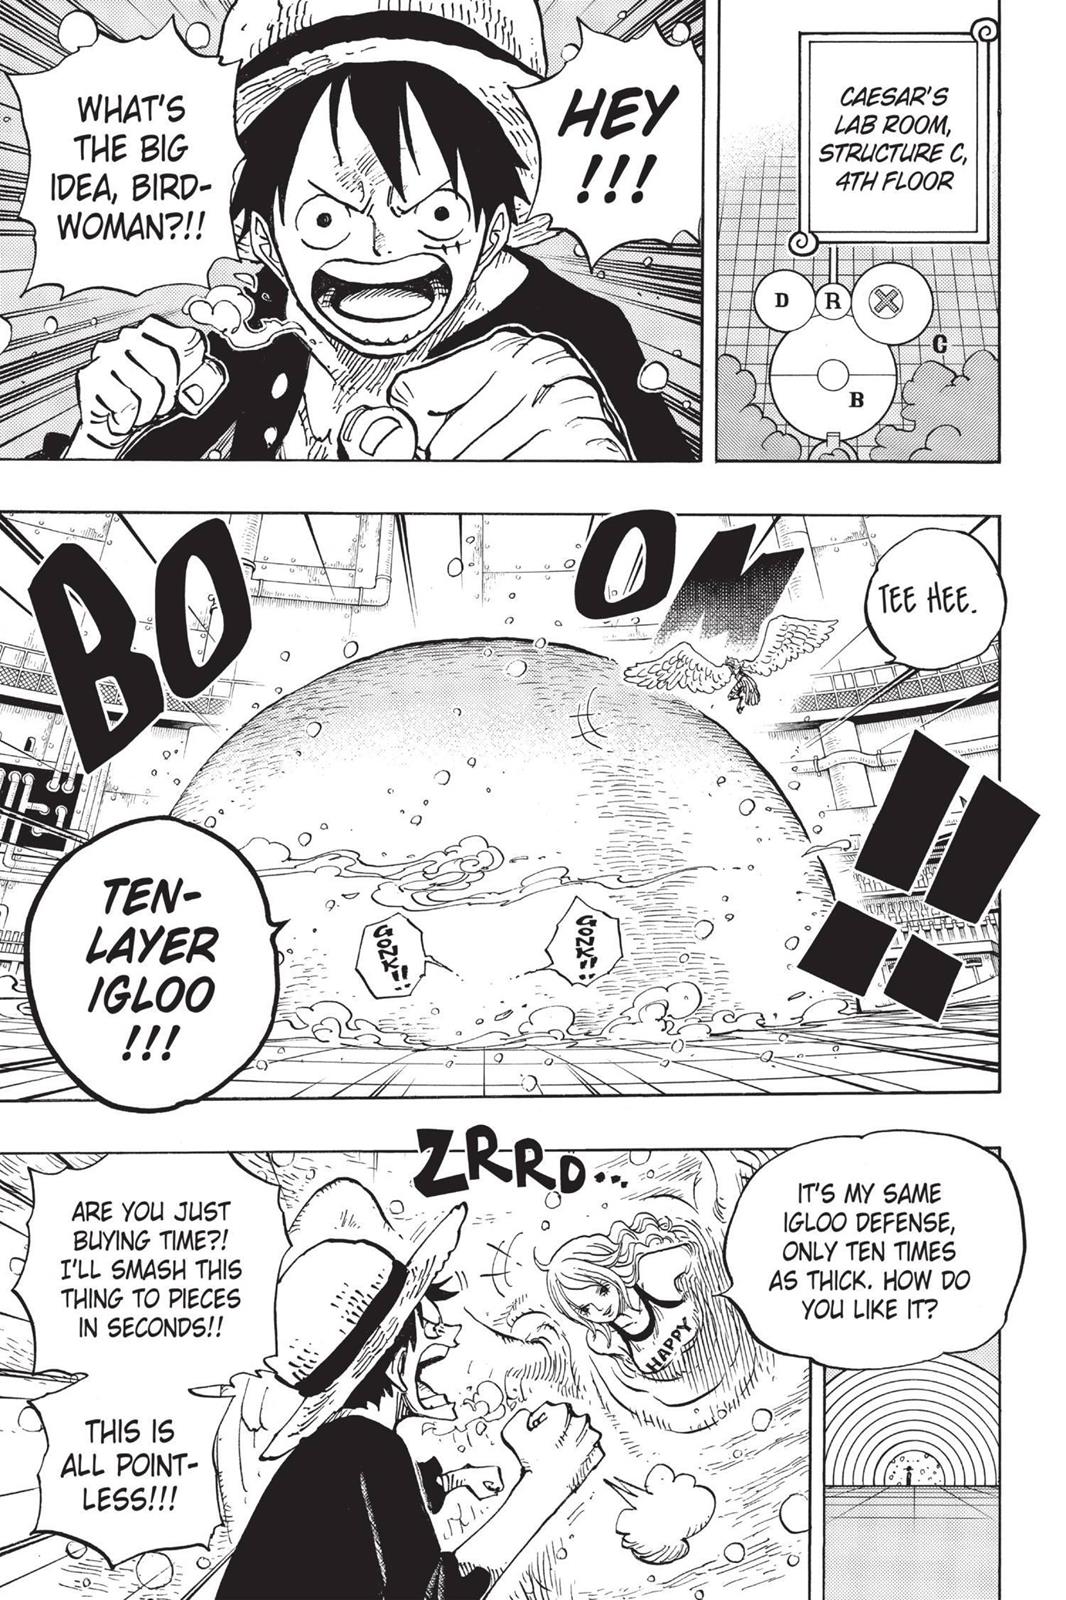 CAESAR'S
LAB ROOM,
STRUCTURE C,
4TH FLOOR
D
R
C
B
HEY
!!!
WHAT'S
THE BIG
IDEA, BIRD-
WOMAN?!!
TEE HEE.
BOOM
!!
GONK!!
GONK!!
TEN-
LAYER
IGLOO
!!!
IT'S MY SAME
IGLOO DEFENSE,
ONLY TEN TIMES
AS THICK. HOW DO
YOU LIKE IT?
ZRRD...
HAPPY
ARE YOU JUST
BUYING TIME?!
I'LL SMASH THIS
THING TO PIECES
IN SECONDS!!
THIS IS
ALL POINT-
LESS!!!